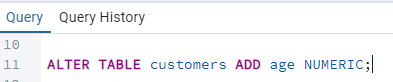 Query Query History
10
11 ALTER TABLE customers ADD age NUMERIC;